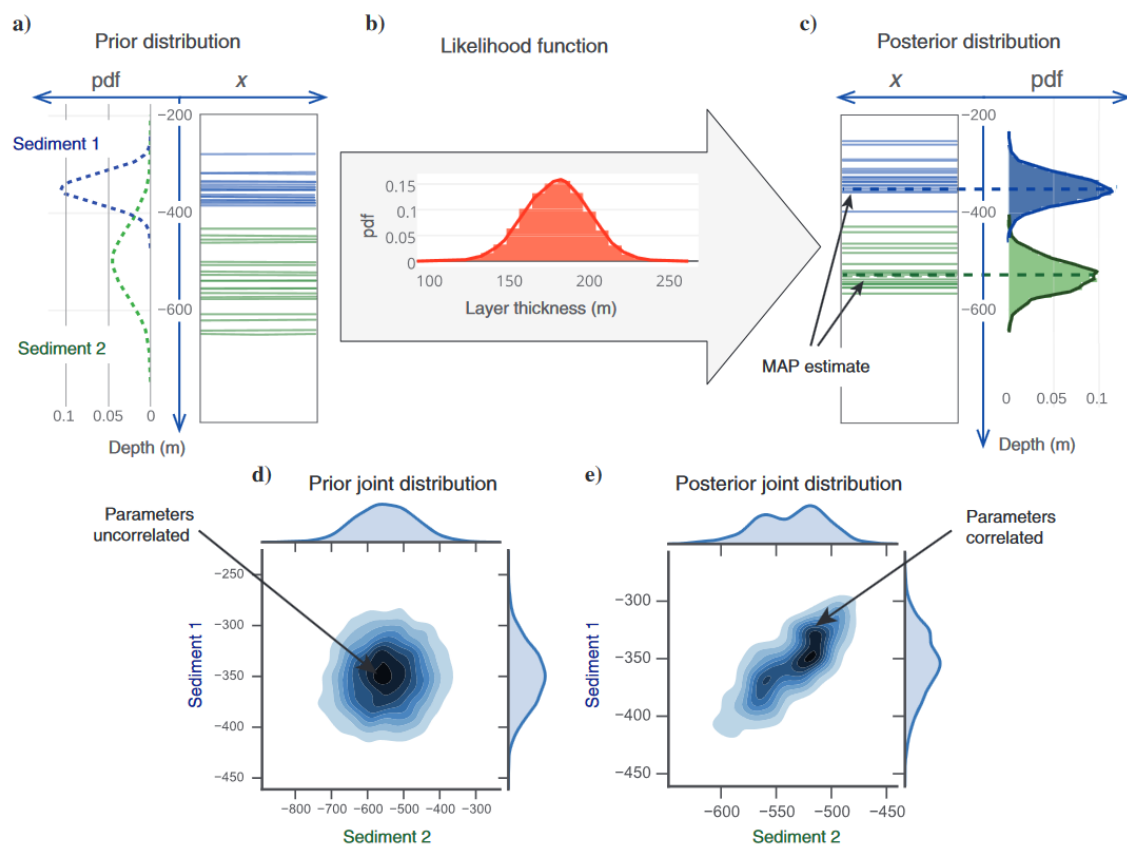 a)
Prior distribution
pdf
x
−200
Sediment 1
−400
−600
Sediment 2
0.1
0.05
0
Depth (m)
b)
Likelihood function
0.15
0.1
0.05
0
pdf
100
150
200
250
Layer thickness (m)
c)
Posterior distribution
x
pdf
−200
−400
−600
MAP estimate
0
0.05
0.1
Depth (m)
d)
Prior joint distribution
Parameters
uncorrelated
−250
−300
−350
−400
−450
Sediment 1
−800
−700
−600
−500
−400
−300
Sediment 2
e)
Posterior joint distribution
Parameters
correlated
−300
−350
−400
−450
Sediment 1
−600
−550
−500
−450
Sediment 2